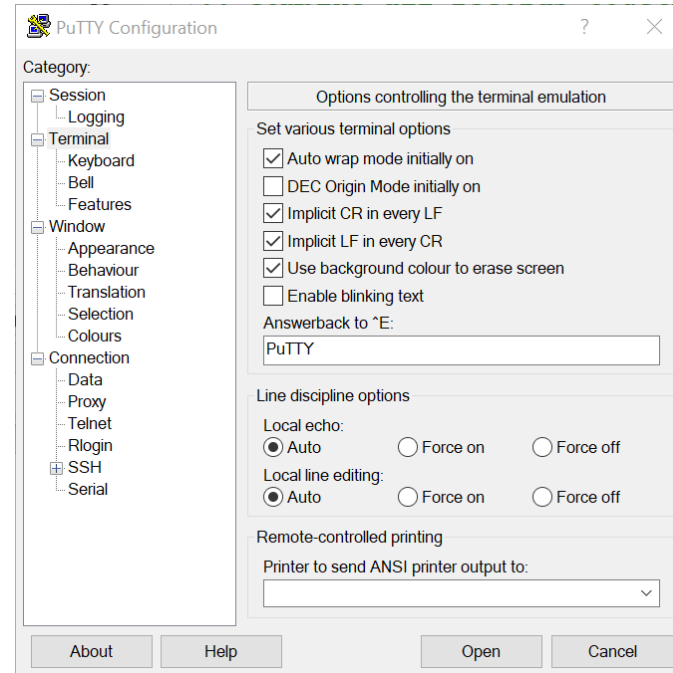 PuTTY Configuration
?
Category:
Session
Logging
Terminal
Keyboard
Bell
Features
Window
Appearance
Behaviour
Translation
Selection
Colours
Connection
Data
Proxy
Telnet
Rlogin
SSH
Serial
Options controlling the terminal emulation
Set various terminal options
Auto wrap mode initially on
DEC Origin Mode initially on
Implicit CR in every LF
Implicit LF in every CR
Use background colour to erase screen
Enable blinking text
Answerback to ^E:
PuTTY
Line discipline options
Local echo:
Auto Force on Force off
Local line editing:
Auto Force on Force off
Remote-controlled printing
Printer to send ANSI printer output to:
About Help Open Cancel